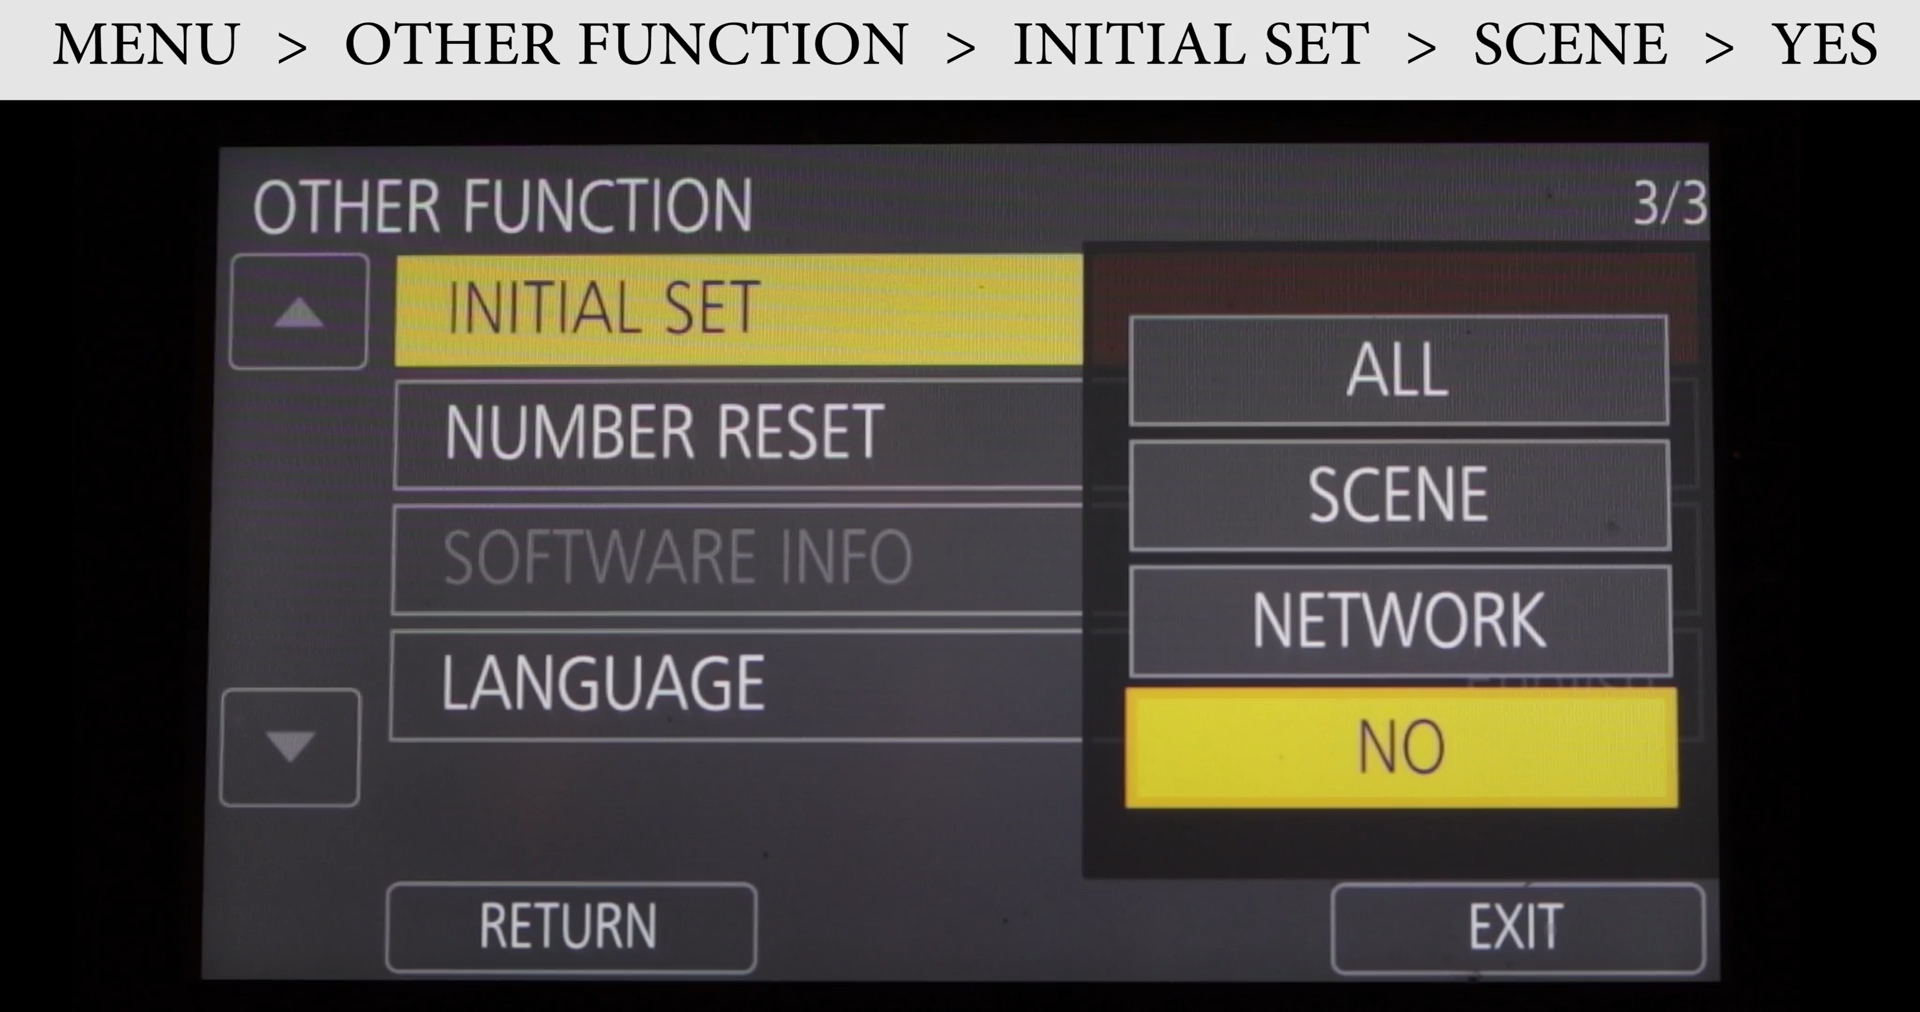 MENU > OTHER FUNCTION > INITIAL SET > SCENE > YES
OTHER FUNCTION 3/3
INITIAL SET
ALL
NUMBER RESET
SCENE
SOFTWARE INFO
NETWORK
LANGUAGE
NO
RETURN
EXIT